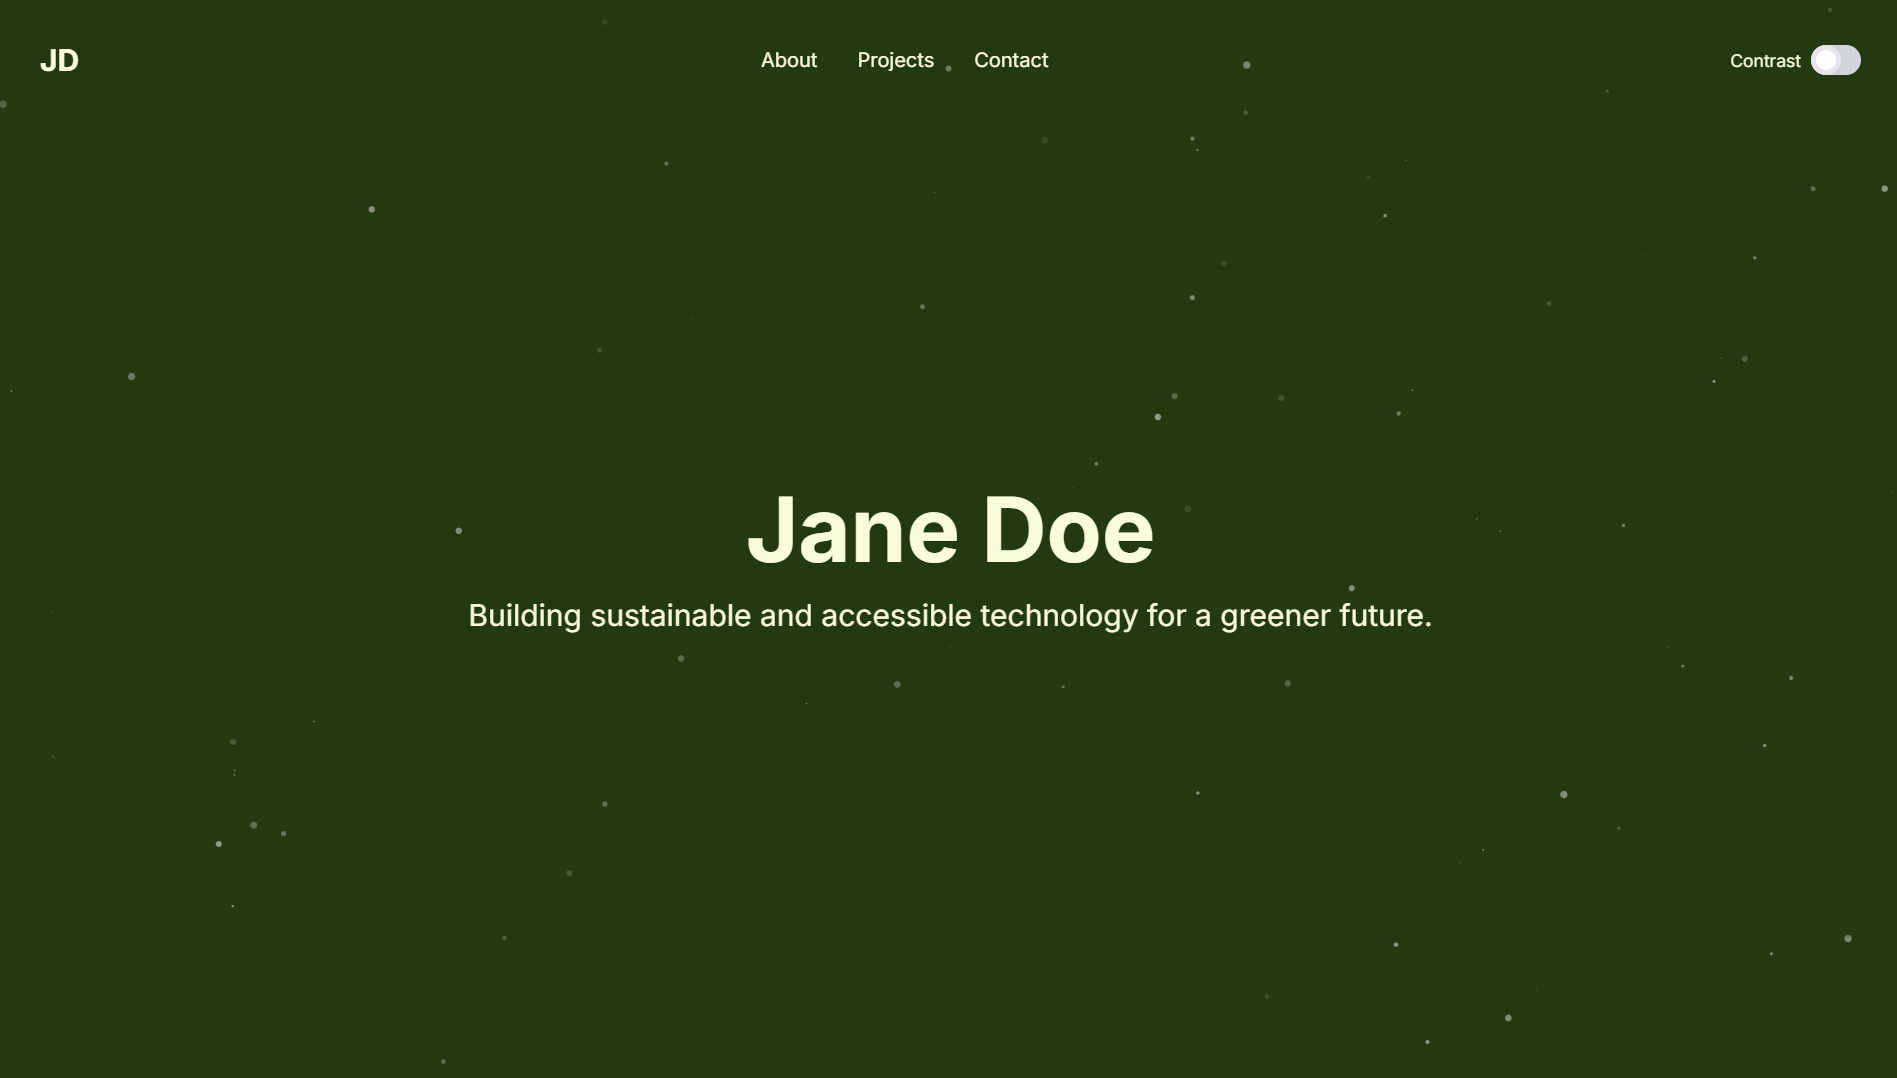 JD
About Projects Contact
Contrast
Jane Doe
Building sustainable and accessible technology for a greener future.